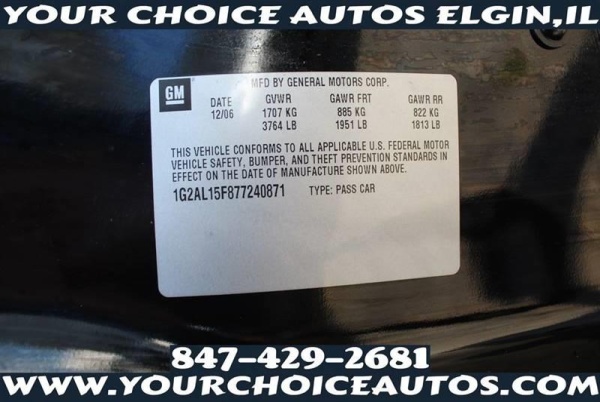 YOUR CHOICE AUTOS ELGIN,IL
GM
MFD BY GENERAL MOTORS CORP.
DATE GVWR GAWR FRT GAWR RR
12/06 1707 KG 885 KG 822 KG
3764 LB 1951 LB 1813 LB
THIS VEHICLE CONFORMS TO ALL APPLICABLE U.S. FEDERAL MOTOR
VEHICLE SAFETY, BUMPER, AND THEFT PREVENTION STANDARDS IN
EFFECT ON THE DATE OF MANUFACTURE SHOWN ABOVE.
1G2AL15F877240871 TYPE: PASS CAR
847-429-2681
WWW.YOURCHOICEAUTOS.COM